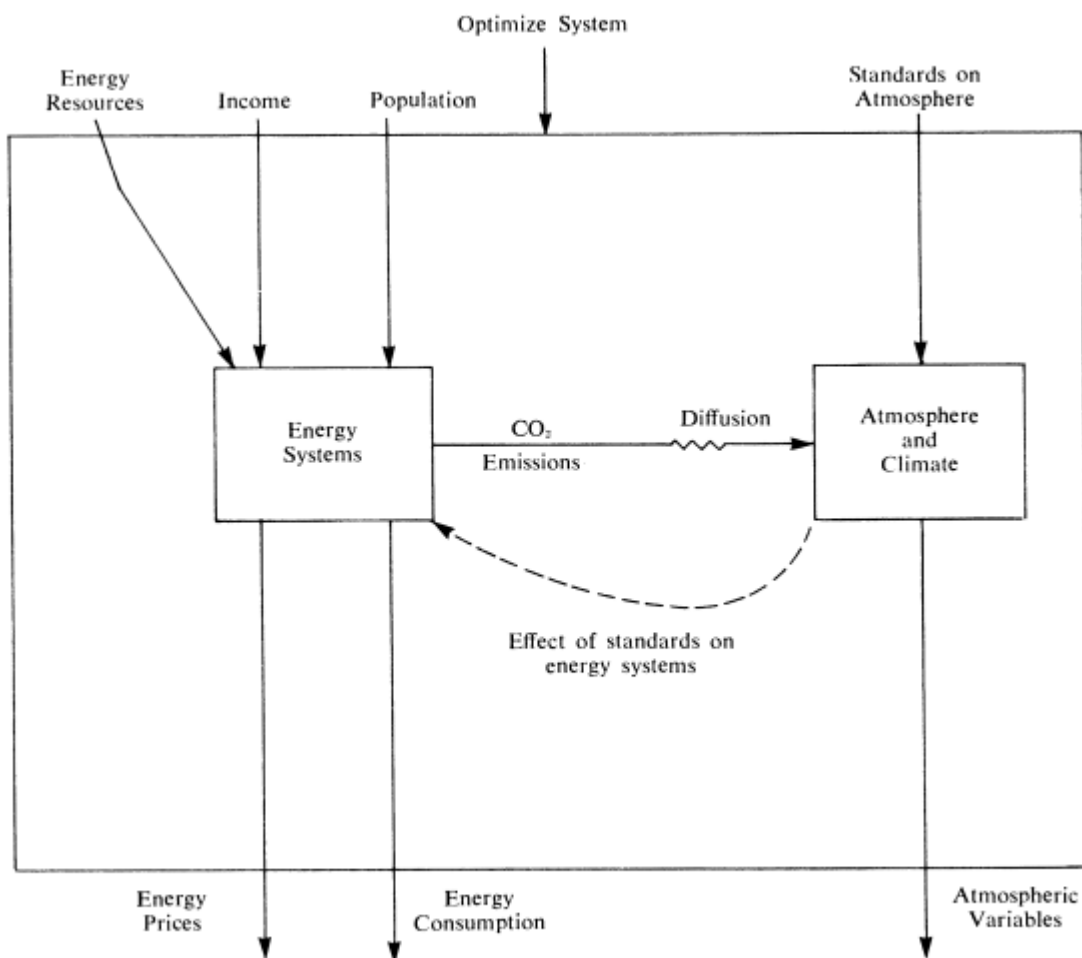 Optimize System
Energy
Resources
Income
Population
Standards on
Atmosphere
Energy
Systems
CO₂
Emissions
Diffusion
Atmosphere
and
Climate
Effect of standards on
energy systems
Energy
Prices
Energy
Consumption
Atmospheric
Variables